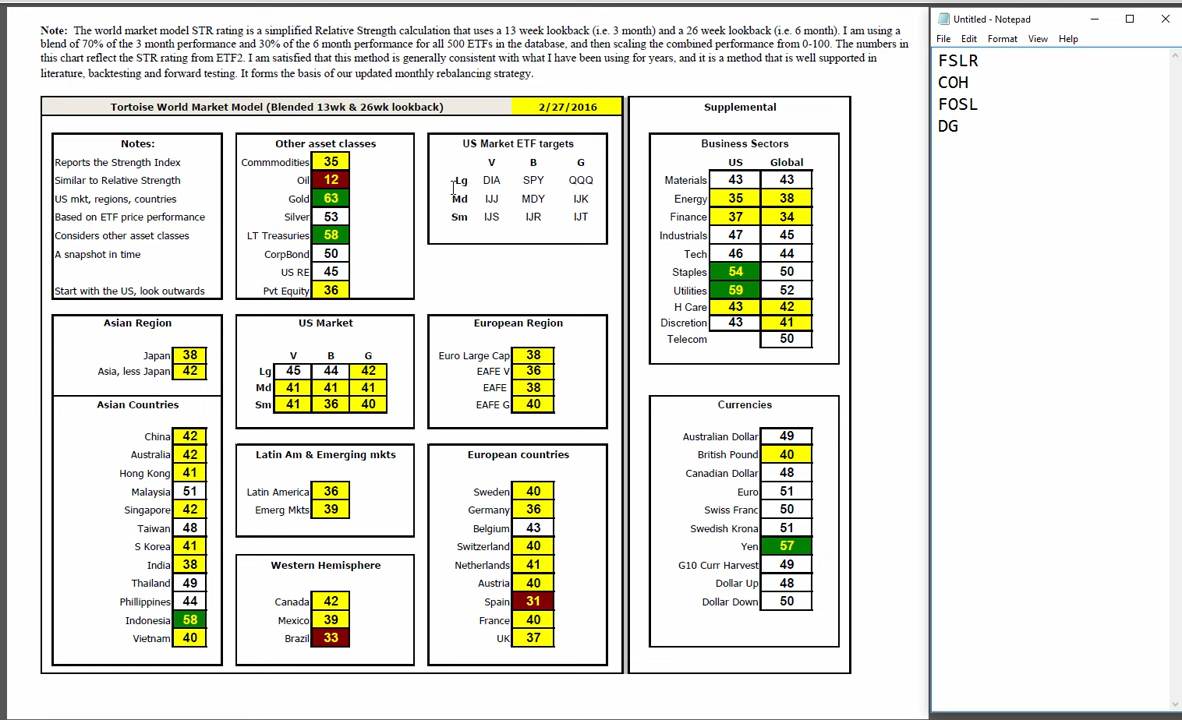 Note: The world market model STR rating is a simplified Relative Strength calculation that uses a 13 week lookback (i.e. 3 month) and a 26 week lookback (i.e. 6 month). I am using a
blend of 70% of the 3 month performance and 30% of the 6 month performance for all 500 ETFs in the database, and then scaling the combined performance from 0-100. The numbers in
this chart reflect the STR rating from ETF2. I am satisfied that this method is generally consistent with what I have been using for years, and it is a method that is well supported in
literature, backtesting and forward testing. It forms the basis of our updated monthly rebalancing strategy.
Tortoise World Market Model (Blended 13wk & 26wk lookback) 2/27/2016
Notes:
Reports the Strength Index
Similar to Relative Strength
US mkt, regions, countries
Based on ETF price performance
Considers other asset classes
A snapshot in time
Start with the US, look outwards
Other asset classes
Commmodities 35
Oil 12
Gold 63
Silver 53
LT Treasuries 58
CorpBond 50
US RE 45
Pvt Equity 36
US Market ETF targets
V B G
Lg DIA SPY QQQ
Md IJJ MDY IJK
Sm IJS IJR IJT
Asian Region
Japan 38
Asia, less Japan 42
US Market
V B G
Lg 45 44 42
Md 41 41 41
Sm 41 36 40
European Region
Euro Large Cap 38
EAFE V 36
EAFE 38
EAFE G 40
Asian Countries
China 42
Australia 42
Hong Kong 41
Malaysia 51
Singapore 42
Taiwan 48
S Korea 41
India 38
Thailand 49
Phillippines 44
Indonesia 58
Vietnam 40
Latin Am & Emerging mkts
Latin America 36
Emerg Mkts 39
Western Hemisphere
Canada 42
Mexico 39
Brazil 33
European countries
Sweden 40
Germany 36
Belgium 43
Switzerland 40
Netherlands 41
Austria 40
Spain 31
France 40
UK 37
Supplemental
Business Sectors
US Global
Materials 43 43
Energy 35 38
Finance 37 34
Industrials 47 45
Tech 46 44
Staples 54 50
Utilities 59 52
H Care 43 42
Discretion 43 41
Telecom 50
Currencies
Australian Dollar 49
British Pound 40
Canadian Dollar 48
Euro 51
Swiss Franc 50
Swedish Krona 51
Yen 57
G10 Curr Harvest 49
Dollar Up 48
Dollar Down 50
Untitled - Notepad
File Edit Format View Help
FSLR
COH
FOSL
DG